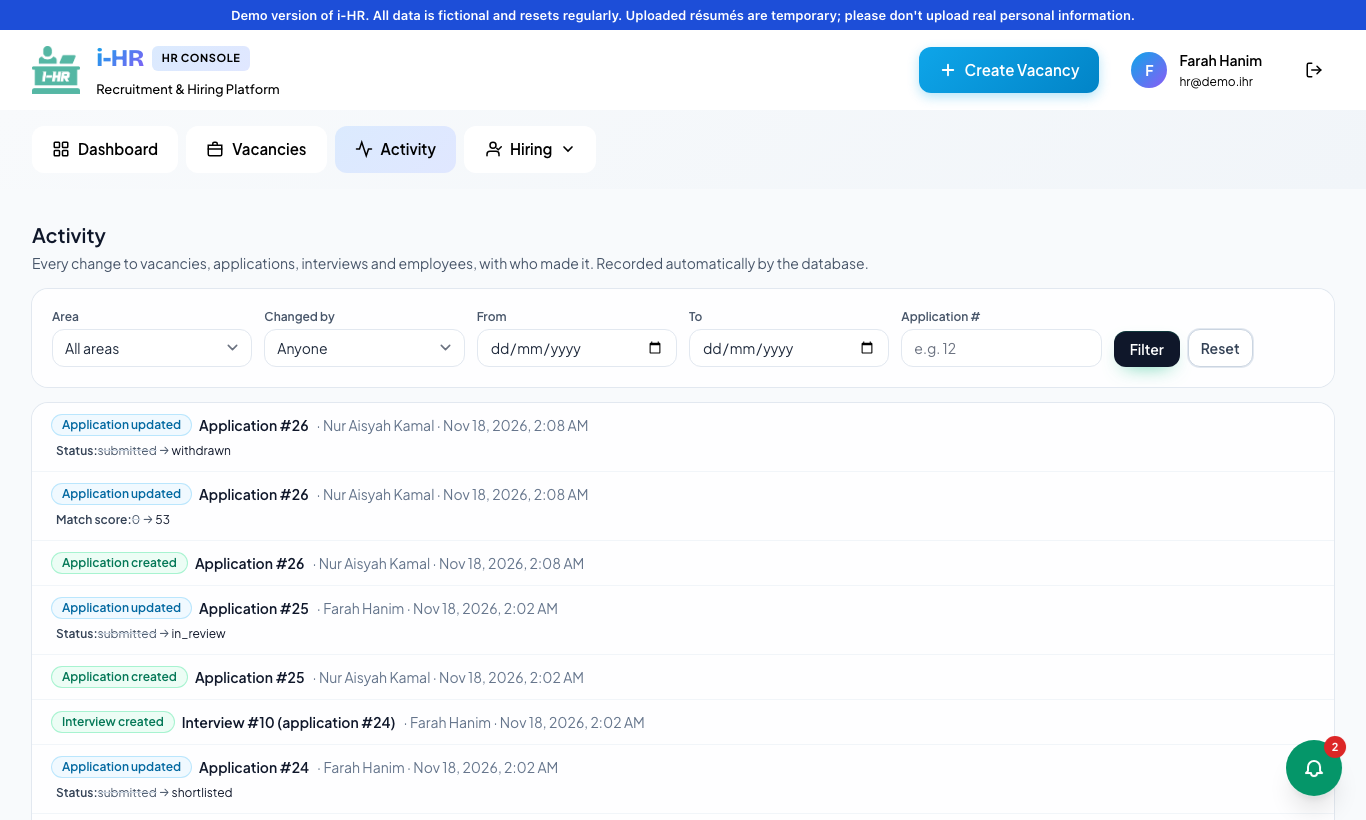 Demo version of i-HR. All data is fictional and resets regularly. Uploaded résumés are temporary; please don't upload real personal information.
i-HR
i-HR HR CONSOLE
Recruitment & Hiring Platform
Create Vacancy
F
Farah Hanim
hr@demo.ihr
Dashboard
Vacancies
Activity
Hiring
Activity
Every change to vacancies, applications, interviews and employees, with who made it. Recorded automatically by the database.
Area
Changed by
From
To
Application #
All areas
Anyone
dd/mm/yyyy
dd/mm/yyyy
e.g. 12
Filter
Reset
Application updated Application #26 · Nur Aisyah Kamal · Nov 18, 2026, 2:08 AM
Status:submitted → withdrawn
Application updated Application #26 · Nur Aisyah Kamal · Nov 18, 2026, 2:08 AM
Match score:0 → 53
Application created Application #26 · Nur Aisyah Kamal · Nov 18, 2026, 2:08 AM
Application updated Application #25 · Farah Hanim · Nov 18, 2026, 2:02 AM
Status:submitted → in_review
Application created Application #25 · Nur Aisyah Kamal · Nov 18, 2026, 2:02 AM
Interview created Interview #10 (application #24) · Farah Hanim · Nov 18, 2026, 2:02 AM
Application updated Application #24 · Farah Hanim · Nov 18, 2026, 2:02 AM
Status:submitted → shortlisted
2